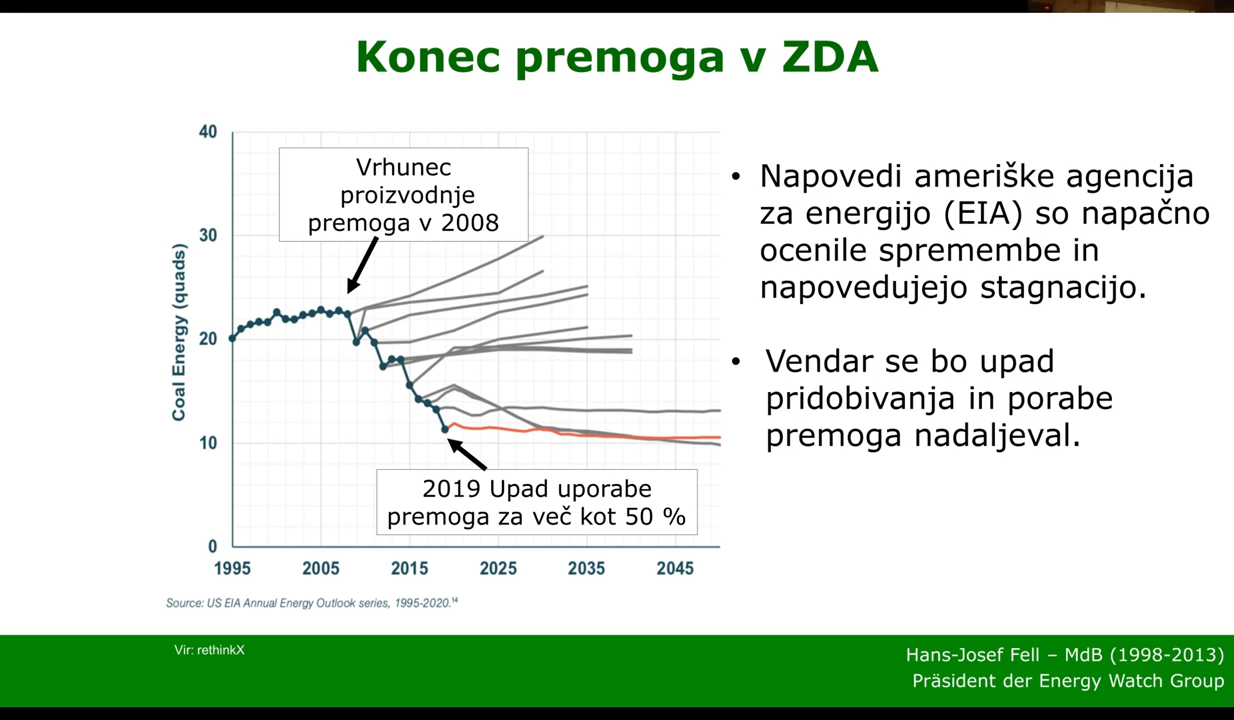 Konec premoga v ZDA
40
30
20
10
0
Coal Energy (quads)
1995
2005
2015
2025
2035
2045
Vrhunec
proizvodnje
premoga v 2008
2019 Upad uporabe
premoga za več kot 50 %
Source: US EIA Annual Energy Outlook series, 1995-2020.¹⁴
• Napovedi ameriške agencija
za energijo (EIA) so napačno
ocenile spremembe in
napovedujejo stagnacijo.
• Vendar se bo upad
pridobivanja in porabe
premoga nadaljeval.
Vir: rethinkX
Hans-Josef Fell – MdB (1998-2013)
Präsident der Energy Watch Group